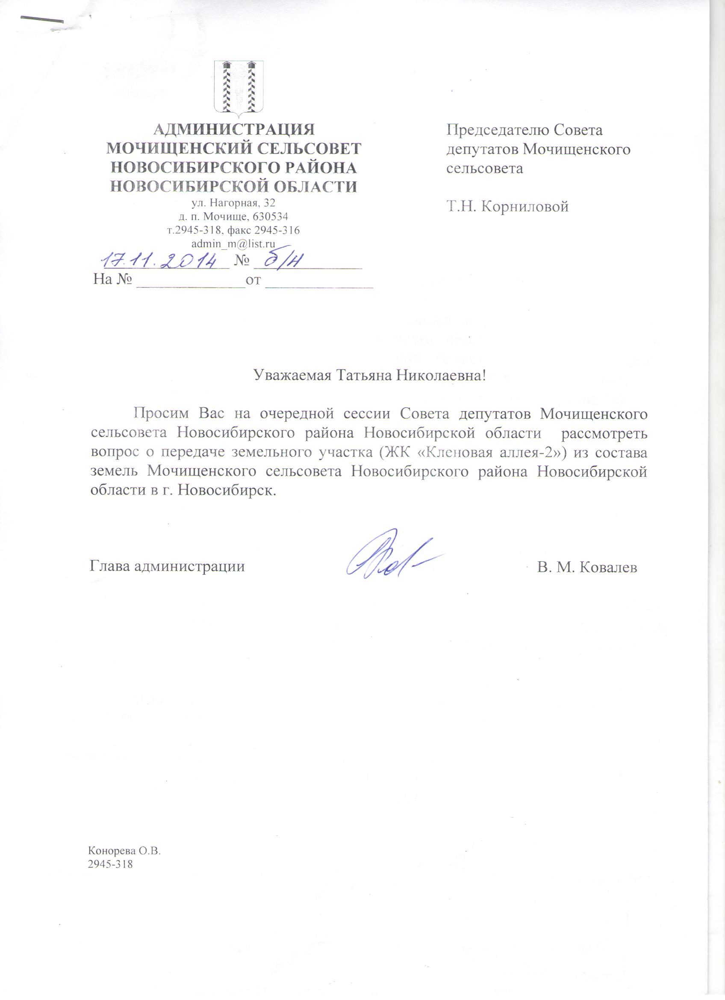 АДМИНИСТРАЦИЯ
МОЧИЩЕНСКИЙ СЕЛЬСОВЕТ
НОВОСИБИРСКОГО РАЙОНА
НОВОСИБИРСКОЙ ОБЛАСТИ
ул. Нагорная, 32
д. п. Мочище, 630534
т.2945-318, факс 2945-316
admin_m@list.ru
17.11.2014 № б/н
На № ______________от ______________
Председателю Совета
депутатов Мочищенского
сельсовета
Т.Н. Корниловой
Уважаемая Татьяна Николаевна!
Просим Вас на очередной сессии Совета депутатов Мочищенского
сельсовета Новосибирского района Новосибирской области рассмотреть
вопрос о передаче земельного участка (ЖК «Кленовая аллея-2») из состава
земель Мочищенского сельсовета Новосибирского района Новосибирской
области в г. Новосибирск.
Глава администрации В. М. Ковалев
Конорева О.В.
2945-318